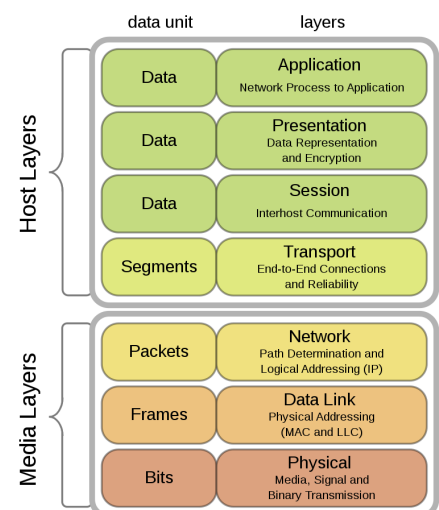 data unit layers
Host Layers
Data
Application
Network Process to Application
Data
Presentation
Data Representation
and Encryption
Data
Session
Interhost Communication
Segments
Transport
End-to-End Connections
and Reliability
Media Layers
Packets
Network
Path Determination and
Logical Addressing (IP)
Frames
Data Link
Physical Addressing
(MAC and LLC)
Bits
Physical
Media, Signal and
Binary Transmission